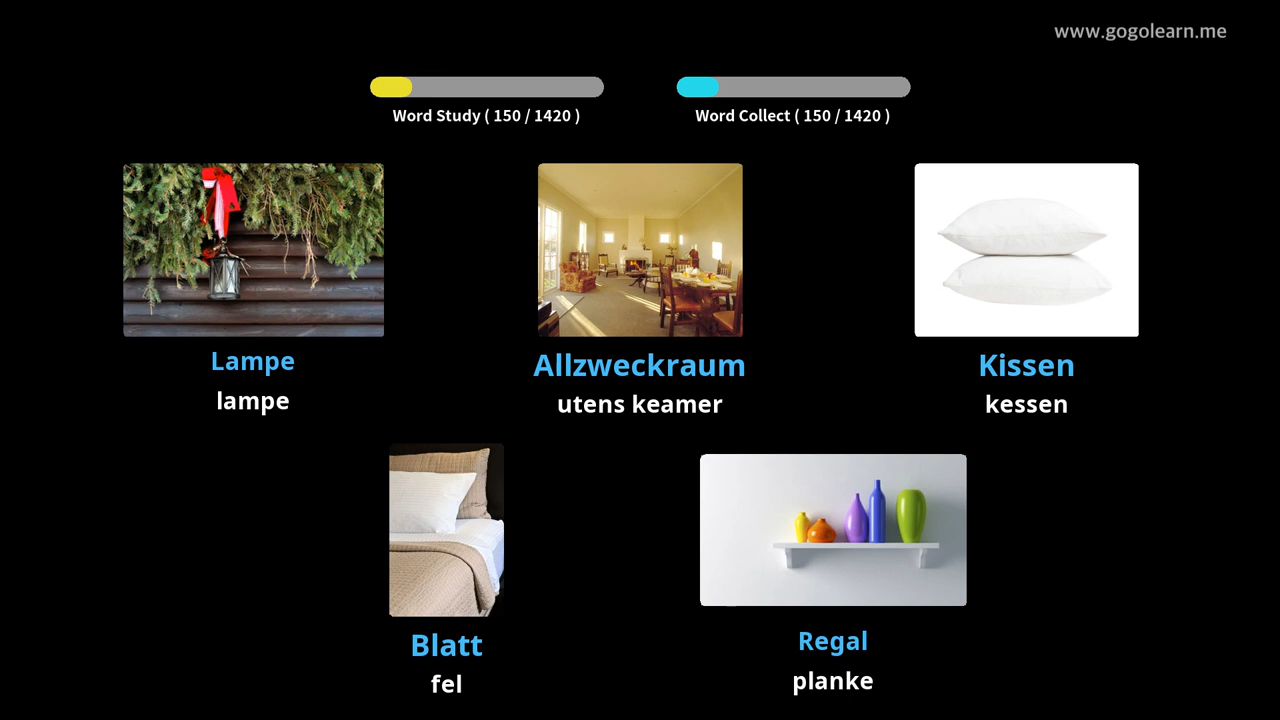 www.gogolearn.me
Word Study ( 150 / 1420 )
Word Collect ( 150 / 1420 )
Lampe
lampe
Allzweckraum
utens keamer
Kissen
kessen
Blatt
fel
Regal
planke